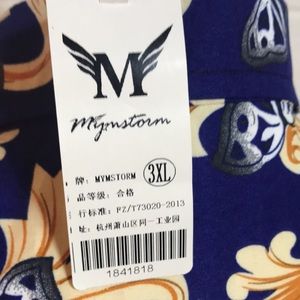 M
Mymstorm
牌: MYMSTORM
3XL
品等级: 合格
行标准: FZ/T73020-2013
址: 杭州萧山区同一工业园
1841818